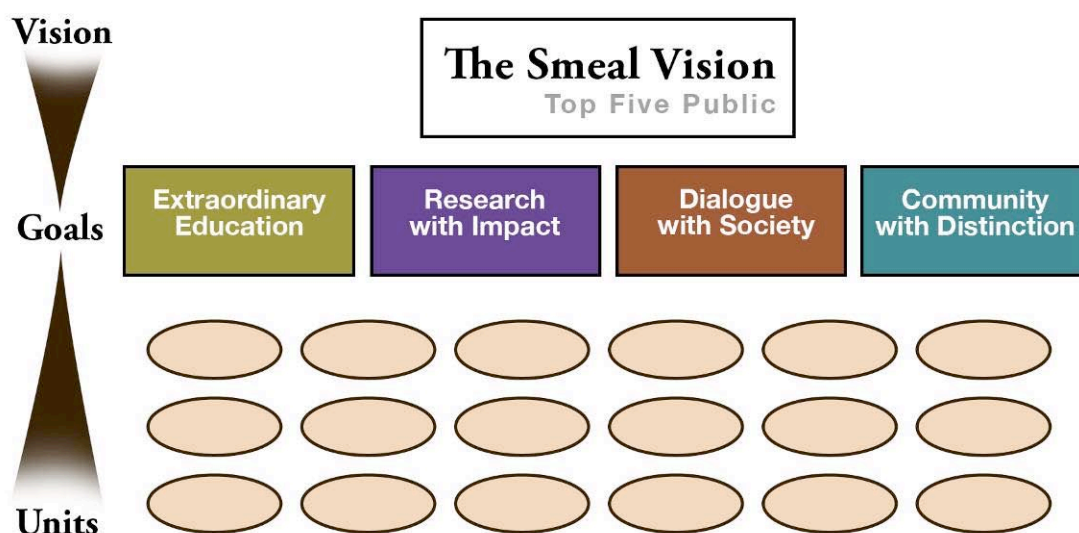 Vision
The Smeal Vision
Top Five Public
Goals
Extraordinary
Education
Research
with Impact
Dialogue
with Society
Community
with Distinction
Units